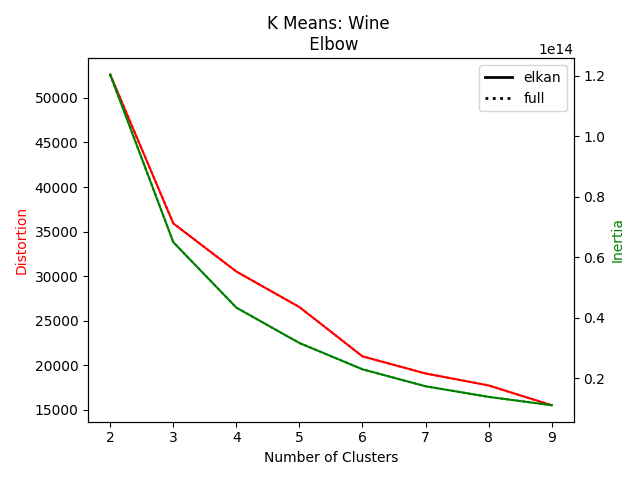 K Means: Wine
Elbow
1e14
elkan
full
50000
45000
40000
35000
30000
25000
20000
15000
Distortion
1.2
1.0
0.8
0.6
0.4
0.2
Inertia
2 3 4 5 6 7 8 9
Number of Clusters